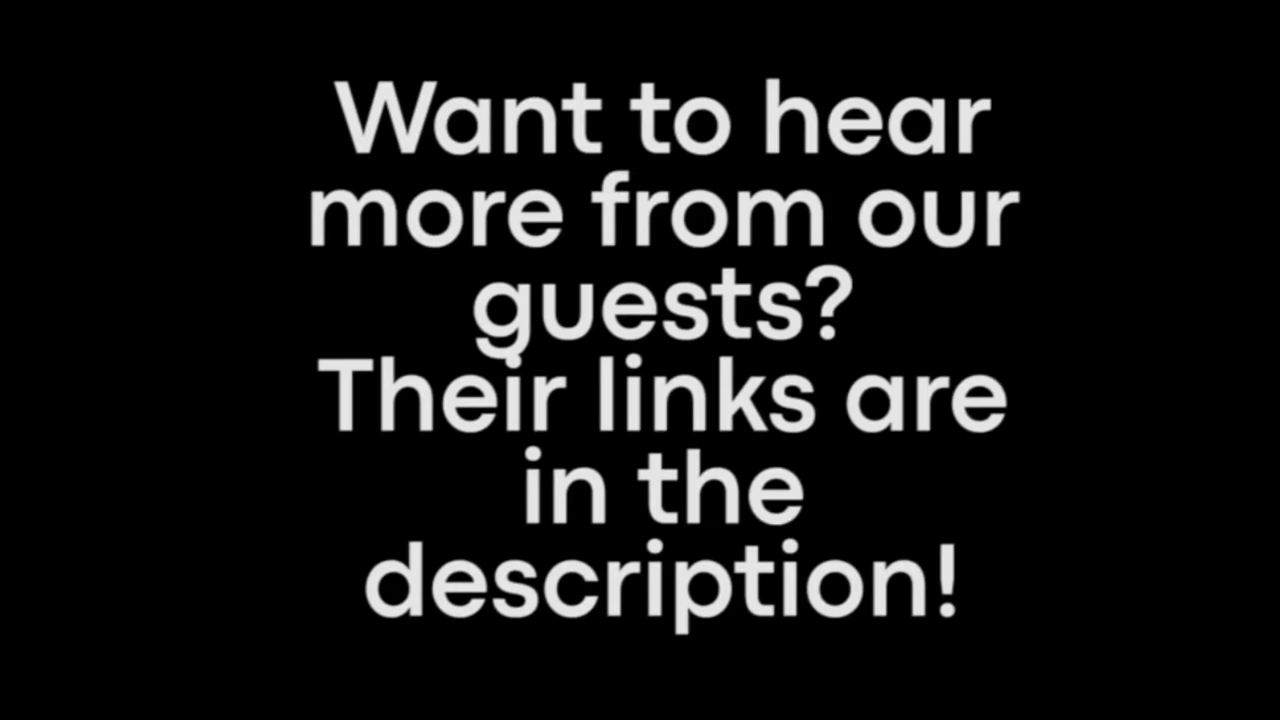 Want to hear
more from our
guests?
Their links are
in the
description!